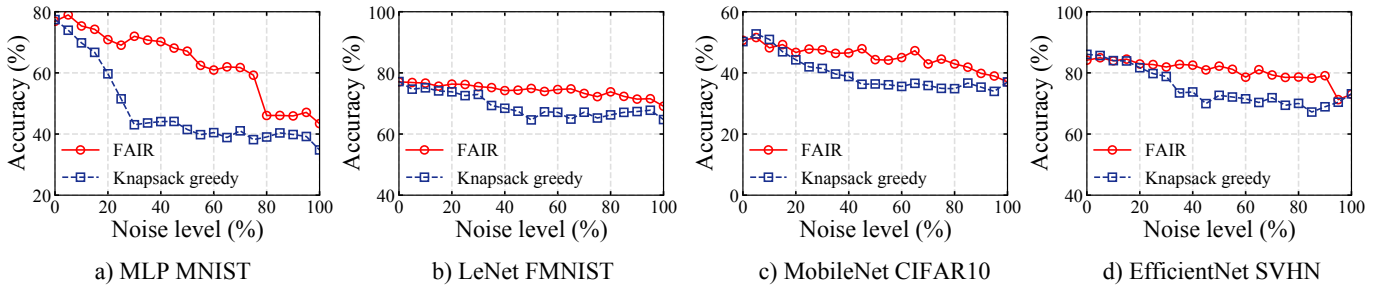 80
60
40
20
0 20 40 60 80 100
Accuracy (%)
Noise level (%)
FAIR
Knapsack greedy
a) MLP MNIST
100
80
60
40
0 20 40 60 80 100
Accuracy (%)
Noise level (%)
FAIR
Knapsack greedy
b) LeNet FMNIST
60
40
20
0
0 20 40 60 80 100
Accuracy (%)
Noise level (%)
FAIR
Knapsack greedy
c) MobileNet CIFAR10
100
80
60
40
0 20 40 60 80 100
Accuracy (%)
Noise level (%)
FAIR
Knapsack greedy
d) EfficientNet SVHN